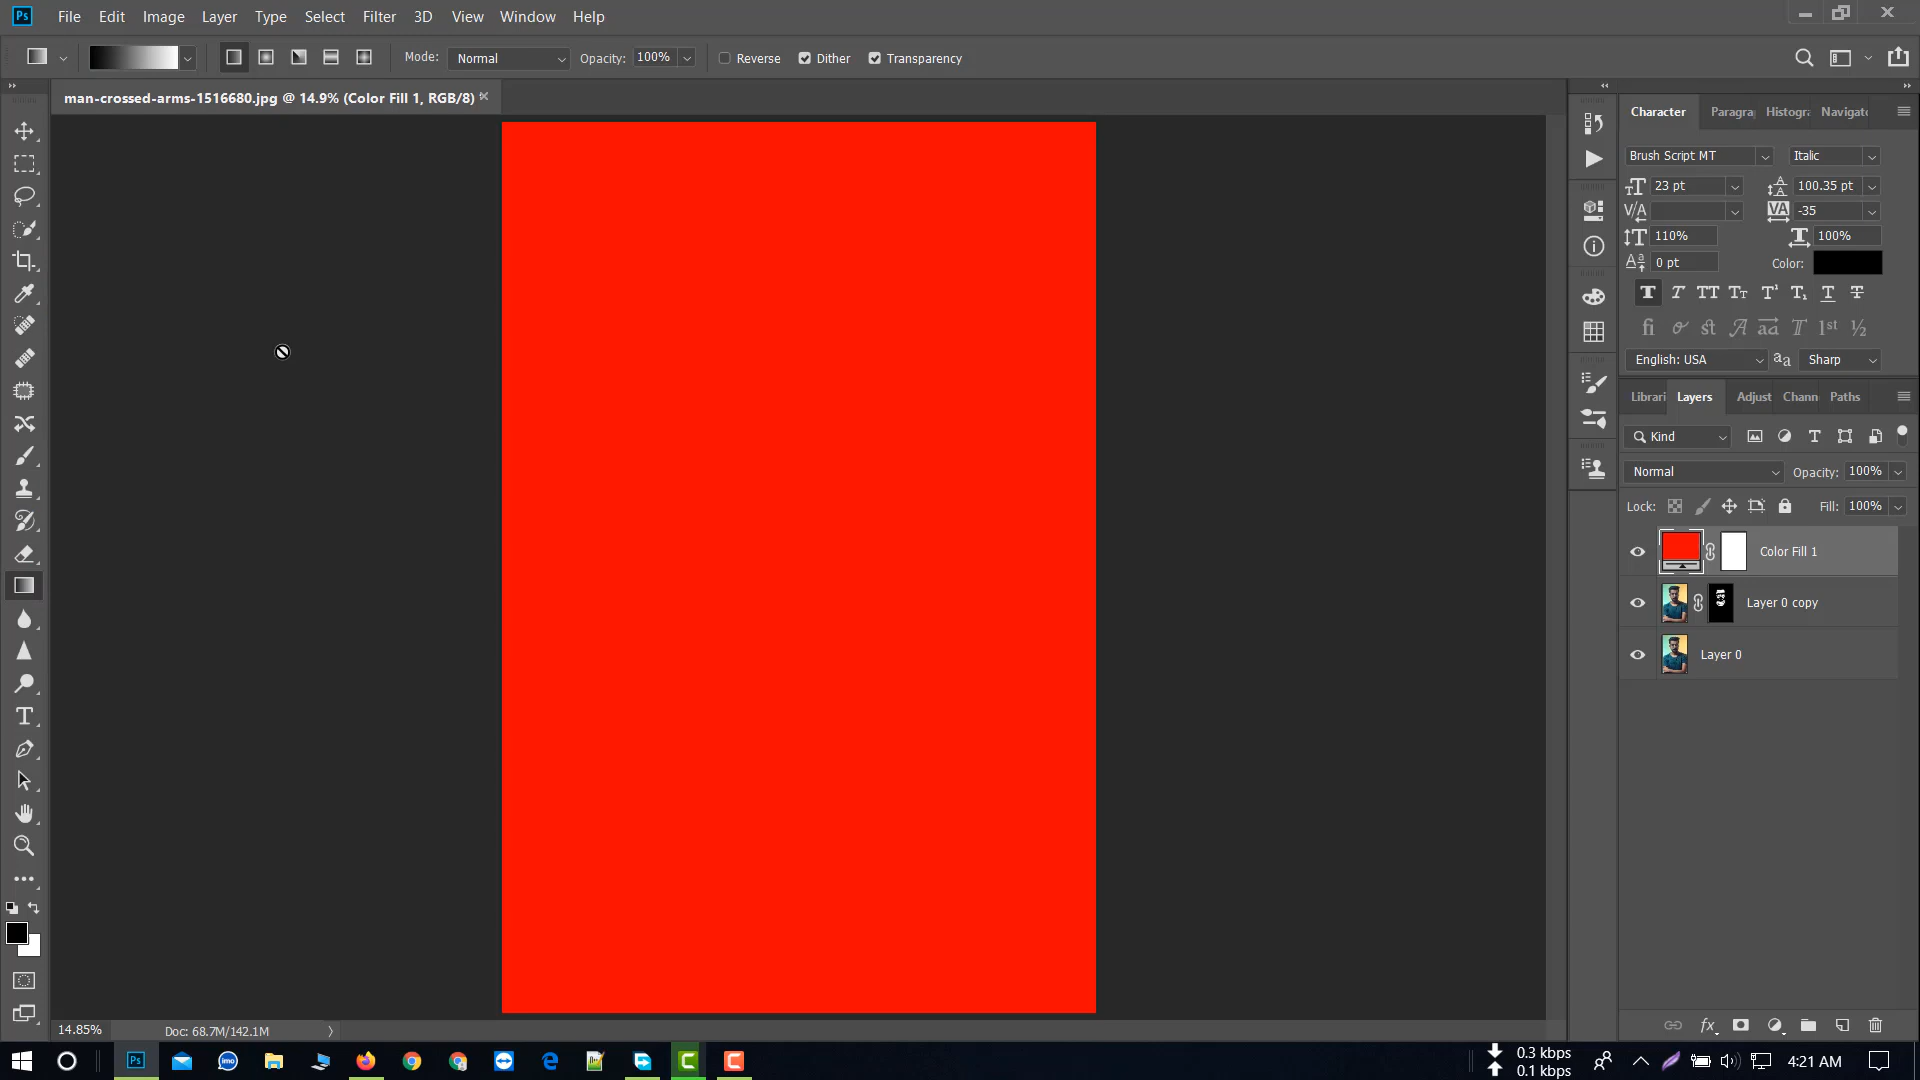 Ps File Edit Image Layer Type Select Filter 3D View Window Help
Mode: Normal Opacity: 100% Reverse Dither Transparency
man-crossed-arms-1516680.jpg @ 14.9% (Color Fill 1, RGB/8)
Character Paragra Histogra Navigato
Brush Script MT Italic
23 pt 100.35 pt
-35
110% 100%
0 pt Color:
English: USA Sharp
Librari Layers Adjust Chann Paths
Kind
Normal Opacity: 100%
Lock: Fill: 100%
Color Fill 1
Layer 0 copy
Layer 0
14.85% Doc: 68.7M/142.1M
0.3 kbps
0.1 kbps
4:21 AM